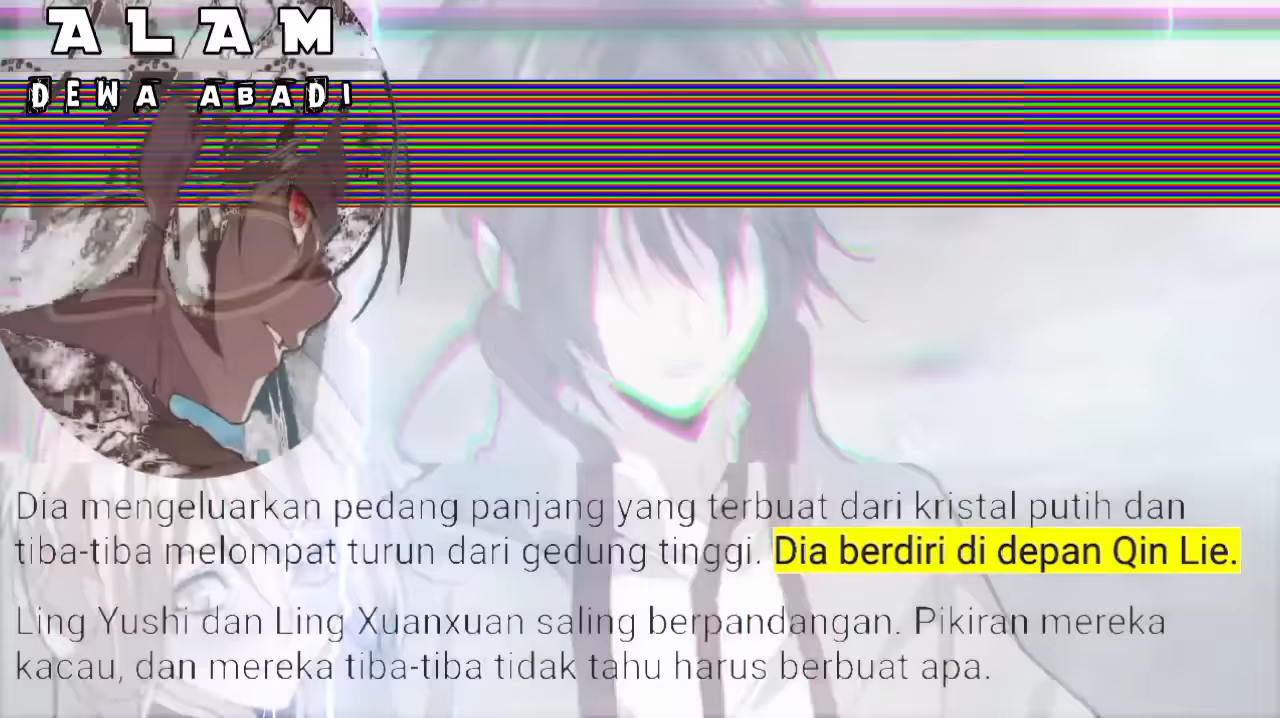 ALAM
DEWA ABADI
Dia mengeluarkan pedang panjang yang terbuat dari kristal putih dan
tiba-tiba melompat turun dari gedung tinggi. Dia berdiri di depan Qin Lie.
Ling Yushi dan Ling Xuanxuan saling berpandangan. Pikiran mereka
kacau, dan mereka tiba-tiba tidak tahu harus berbuat apa.